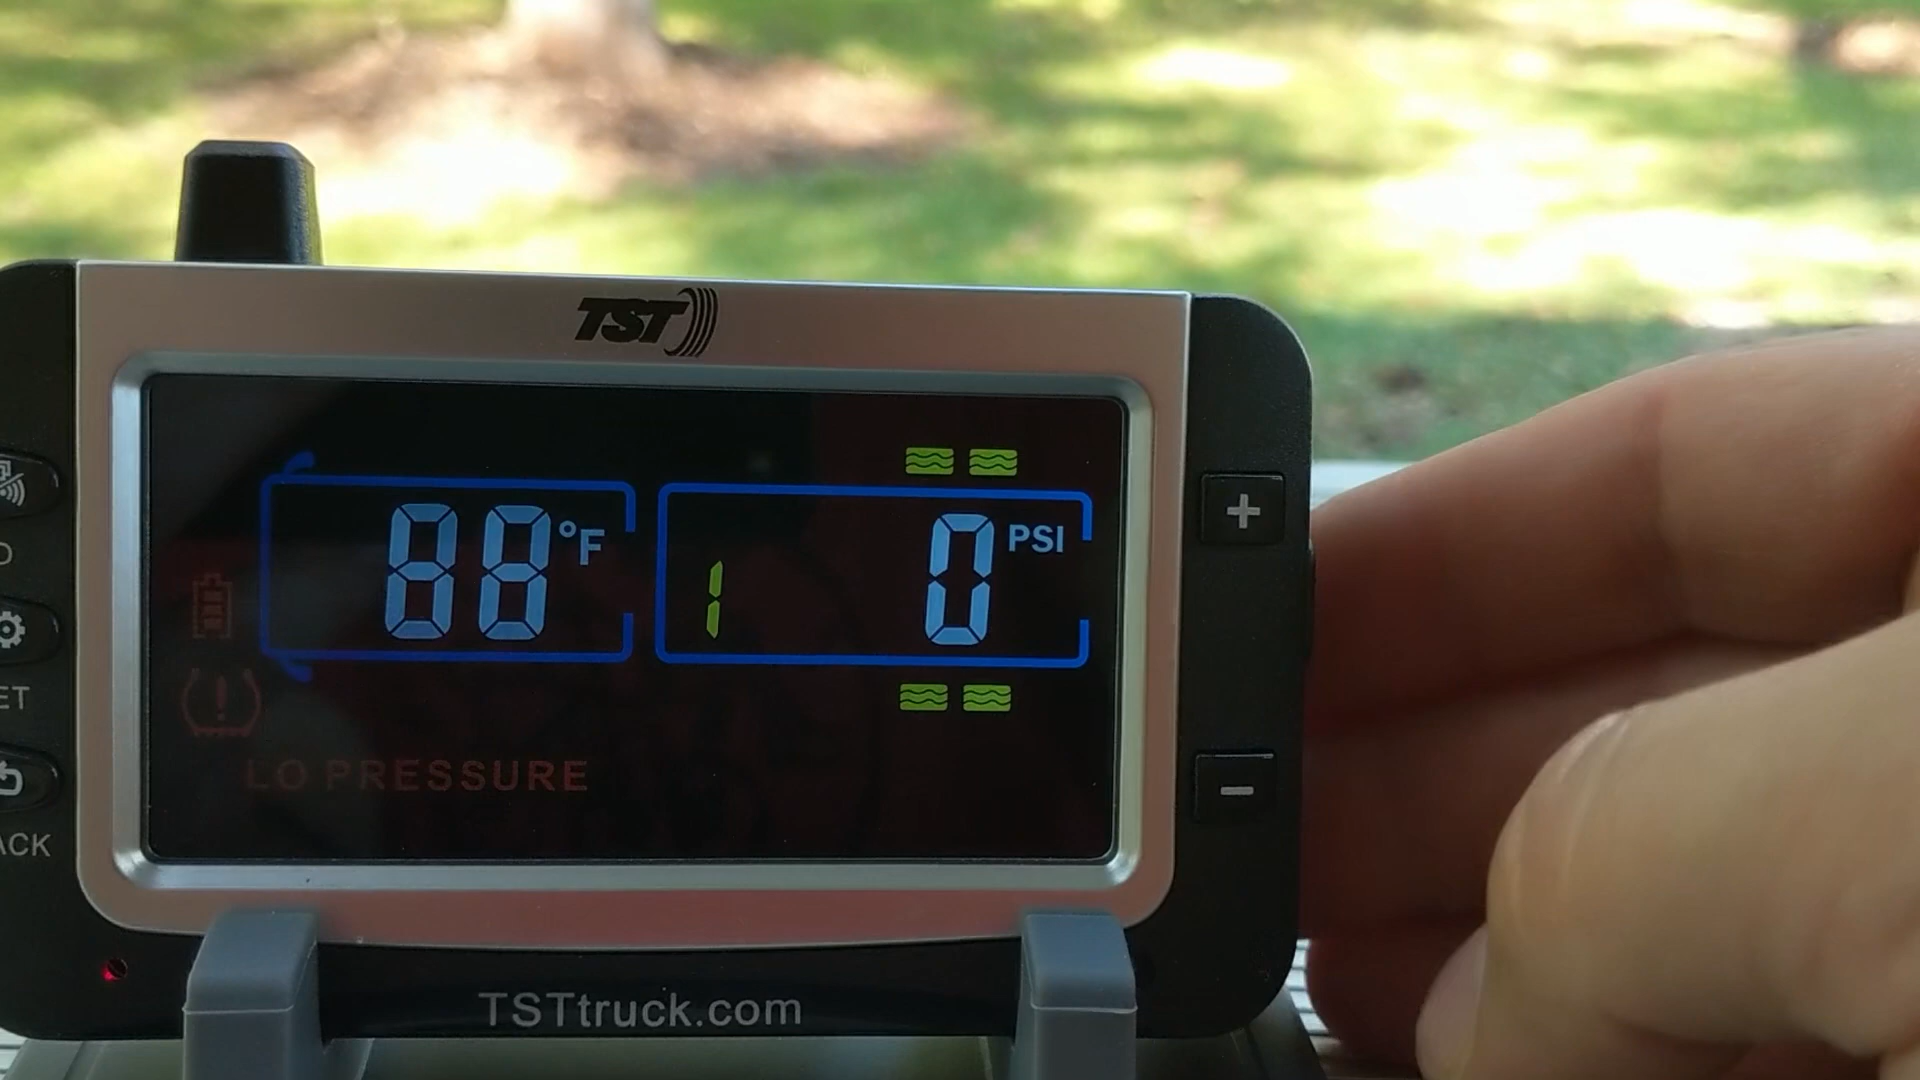 TST
88 °F
1 0 PSI
LO PRESSURE
+
-
D
ET
ACK
TSTtruck.com